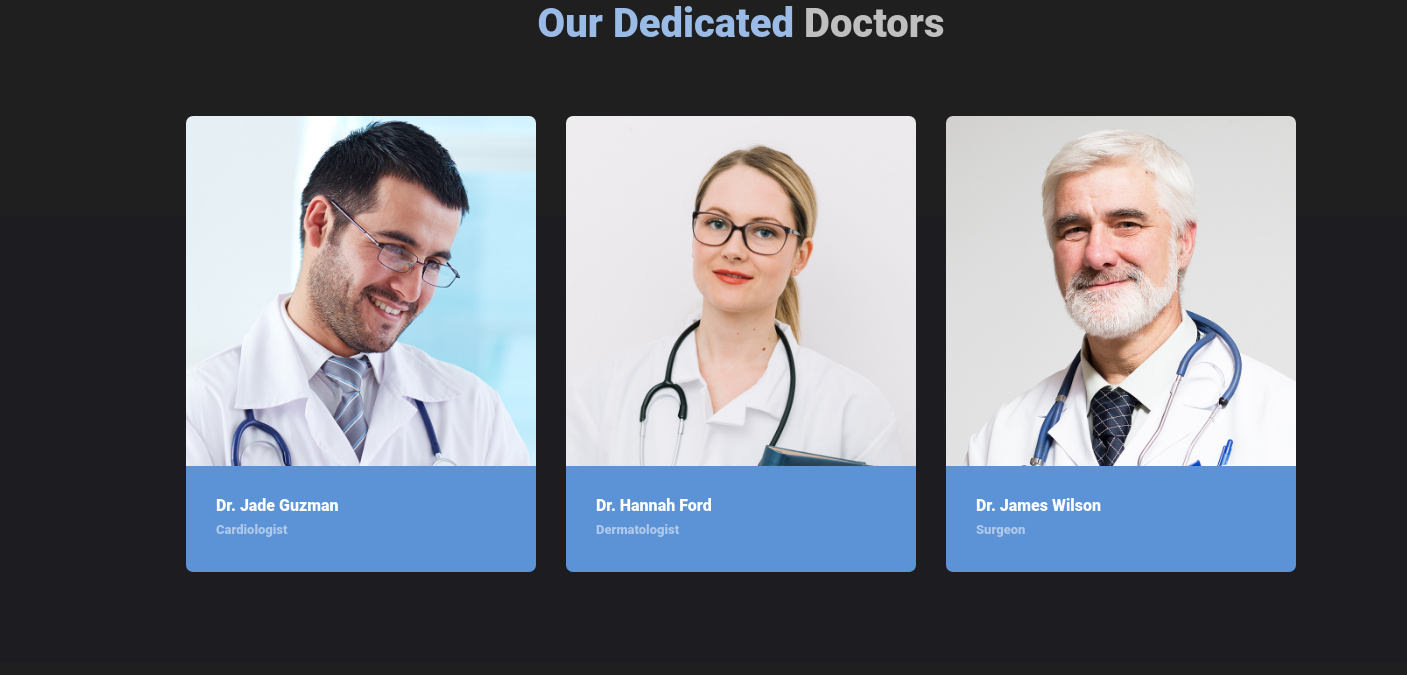 Our Dedicated Doctors
Dr. Jade Guzman
Cardiologist
Dr. Hannah Ford
Dermatologist
Dr. James Wilson
Surgeon